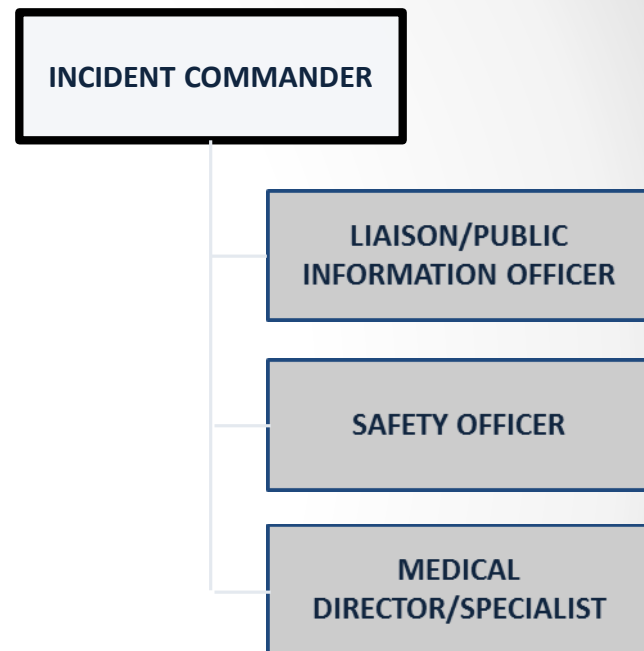 INCIDENT COMMANDER
LIAISON/PUBLIC
INFORMATION OFFICER
SAFETY OFFICER
MEDICAL
DIRECTOR/SPECIALIST